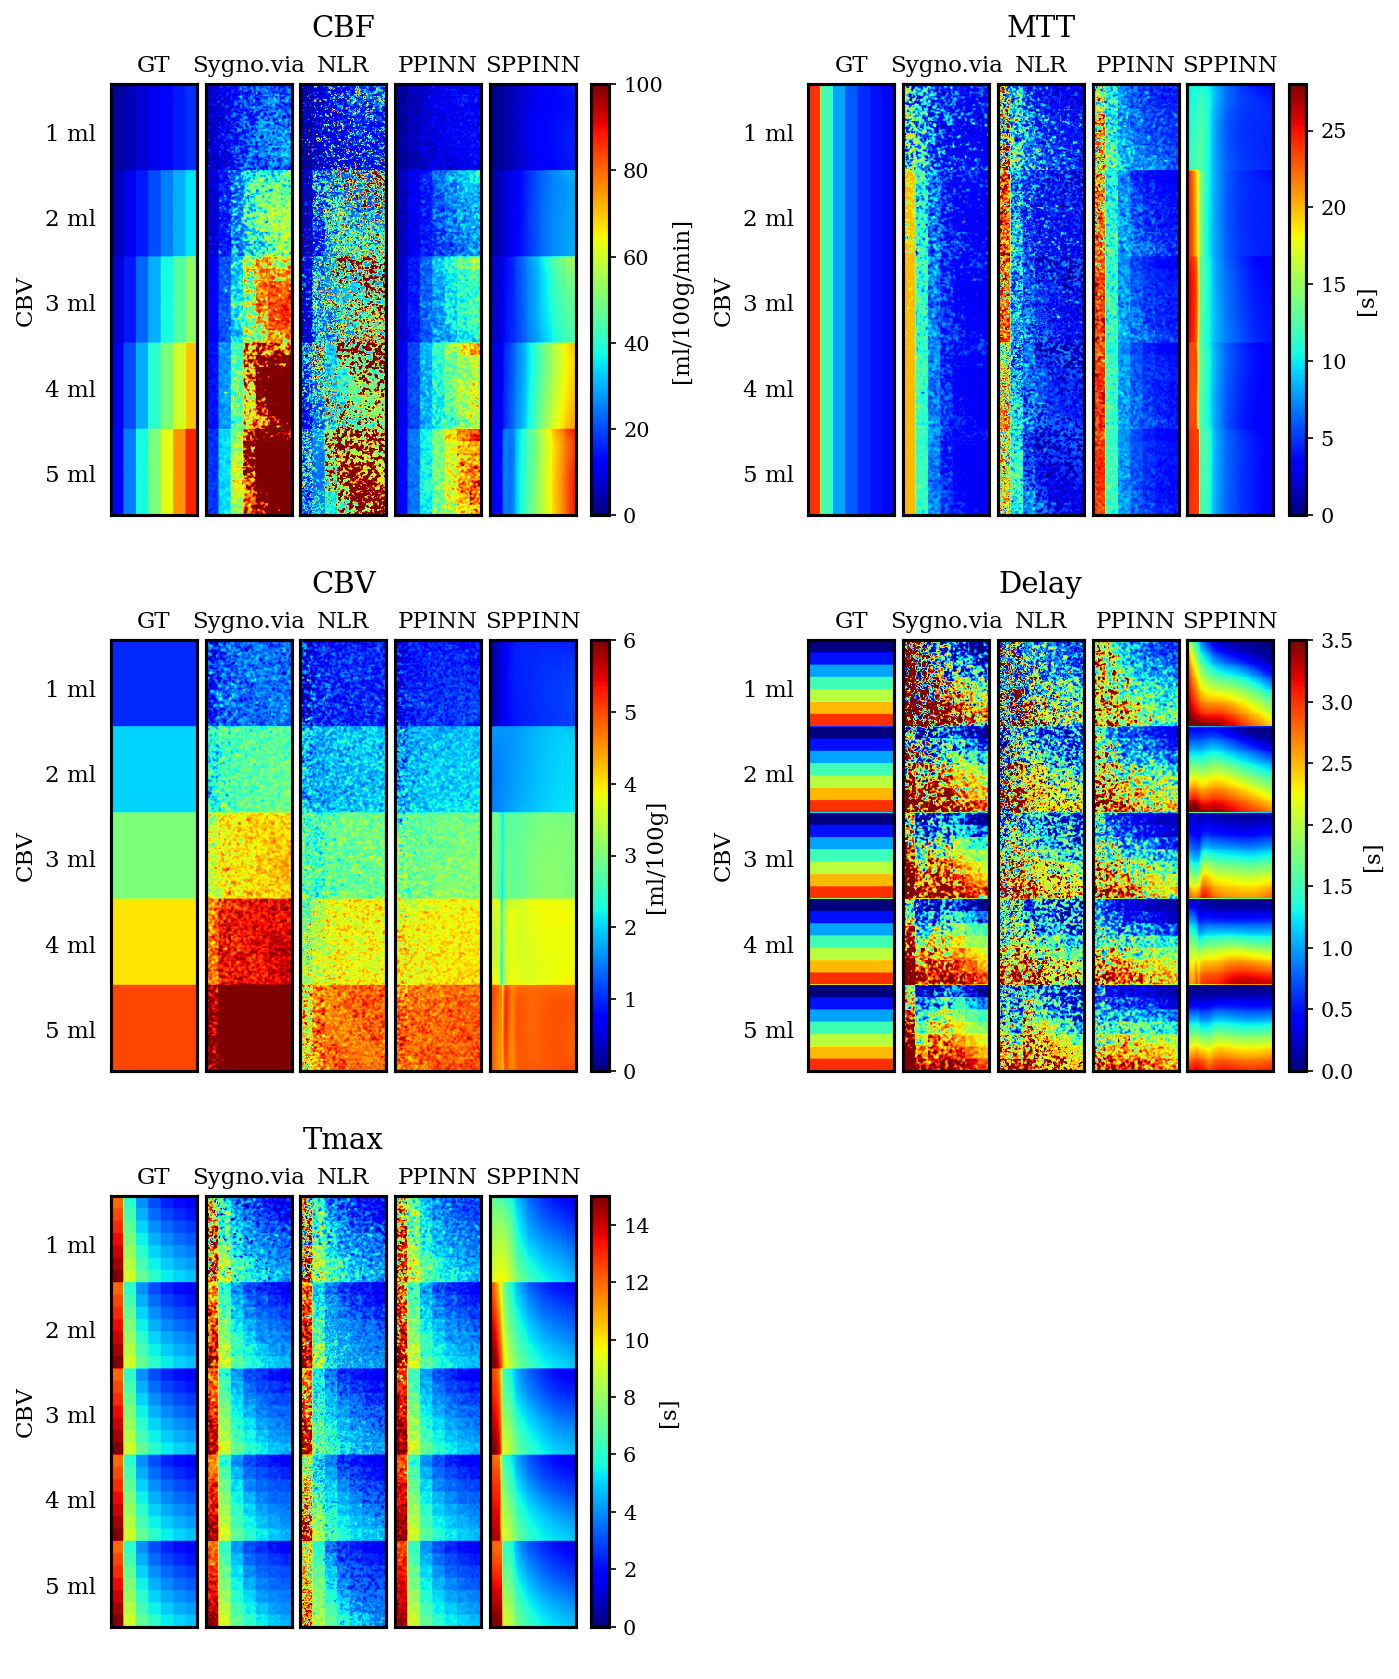 CBF
GT Sygno.via NLR PPINN SPPINN
CBV
1 ml
2 ml
3 ml
4 ml
5 ml
100
80
60
40
20
0
[ml/100g/min]
MTT
GT Sygno.via NLR PPINN SPPINN
CBV
1 ml
2 ml
3 ml
4 ml
5 ml
25
20
15
10
5
0
[s]
CBV
GT Sygno.via NLR PPINN SPPINN
CBV
1 ml
2 ml
3 ml
4 ml
5 ml
6
5
4
3
2
1
0
[ml/100g]
Delay
GT Sygno.via NLR PPINN SPPINN
CBV
1 ml
2 ml
3 ml
4 ml
5 ml
3.5
3.0
2.5
2.0
1.5
1.0
0.5
0.0
[s]
Tmax
GT Sygno.via NLR PPINN SPPINN
CBV
1 ml
2 ml
3 ml
4 ml
5 ml
14
12
10
8
6
4
2
0
[s]